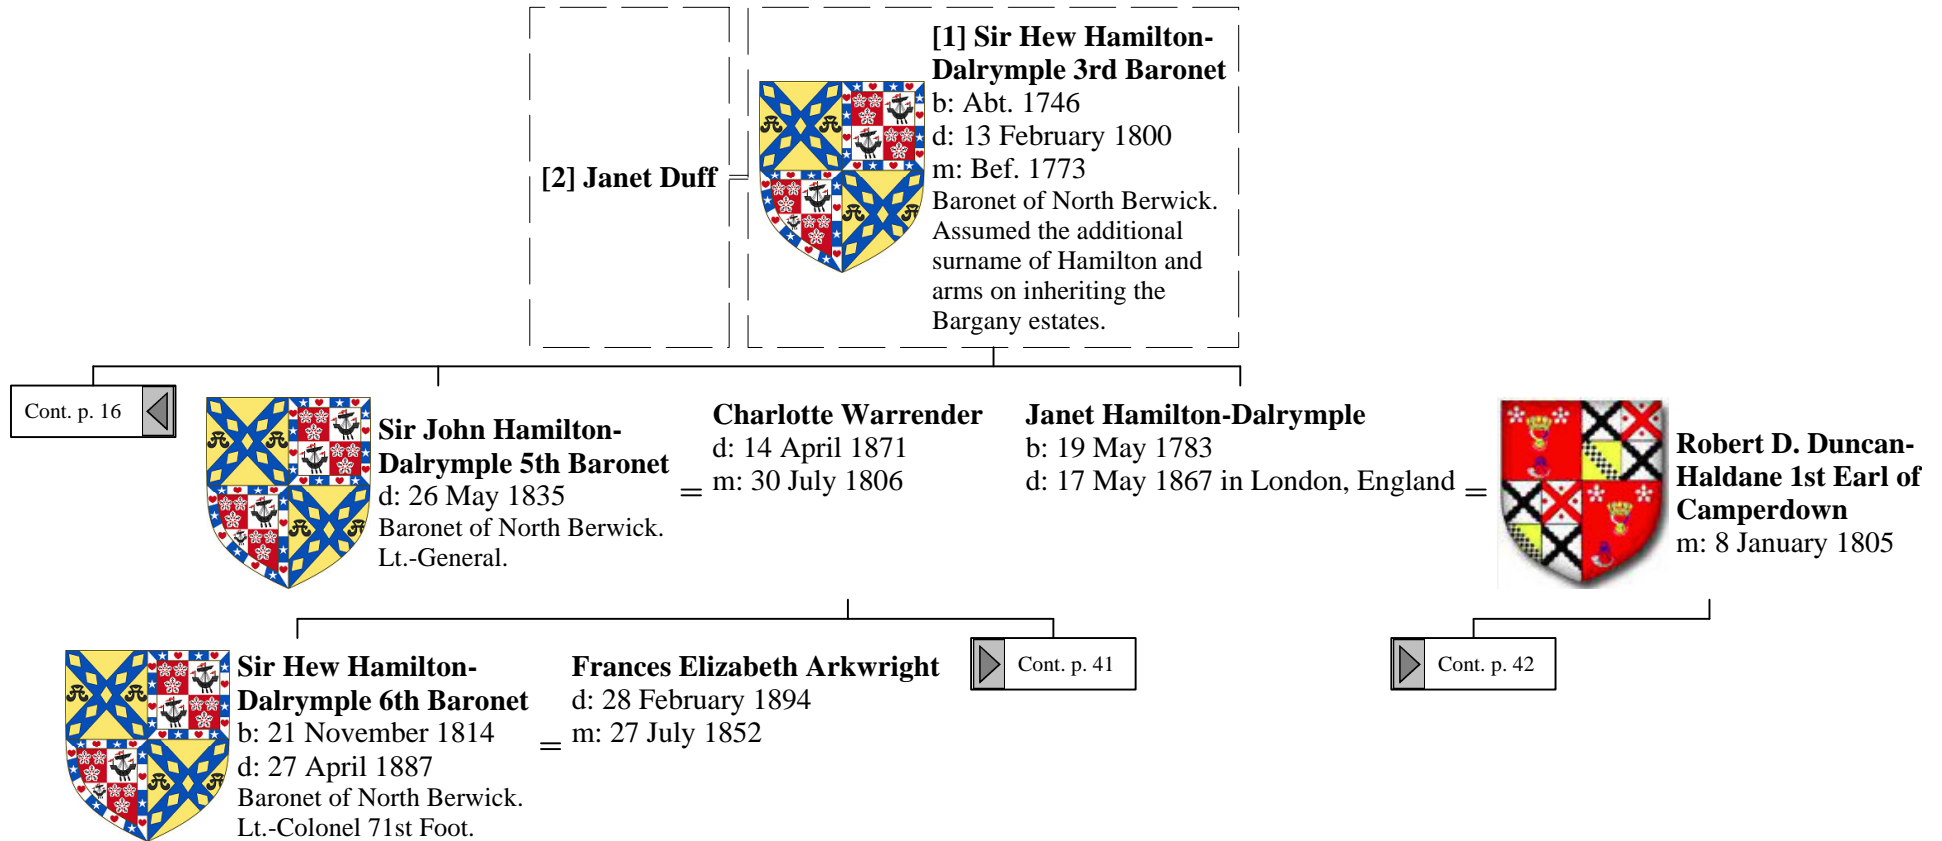 [1] Sir Hew Hamilton-
Dalrymple 3rd Baronet
b: Abt. 1746
d: 13 February 1800
m: Bef. 1773
Baronet of North Berwick.
Assumed the additional
surname of Hamilton and
arms on inheriting the
Bargany estates.
[2] Janet Duff
=
Cont. p. 16
Sir John Hamilton-
Dalrymple 5th Baronet
d: 26 May 1835
Baronet of North Berwick.
Lt.-General.
=
Charlotte Warrender
d: 14 April 1871
m: 30 July 1806
Janet Hamilton-Dalrymple
b: 19 May 1783
d: 17 May 1867 in London, England
=
Robert D. Duncan-
Haldane 1st Earl of
Camperdown
m: 8 January 1805
Sir Hew Hamilton-
Dalrymple 6th Baronet
b: 21 November 1814
d: 27 April 1887
Baronet of North Berwick.
Lt.-Colonel 71st Foot.
=
Frances Elizabeth Arkwright
d: 28 February 1894
m: 27 July 1852
Cont. p. 41
Cont. p. 42